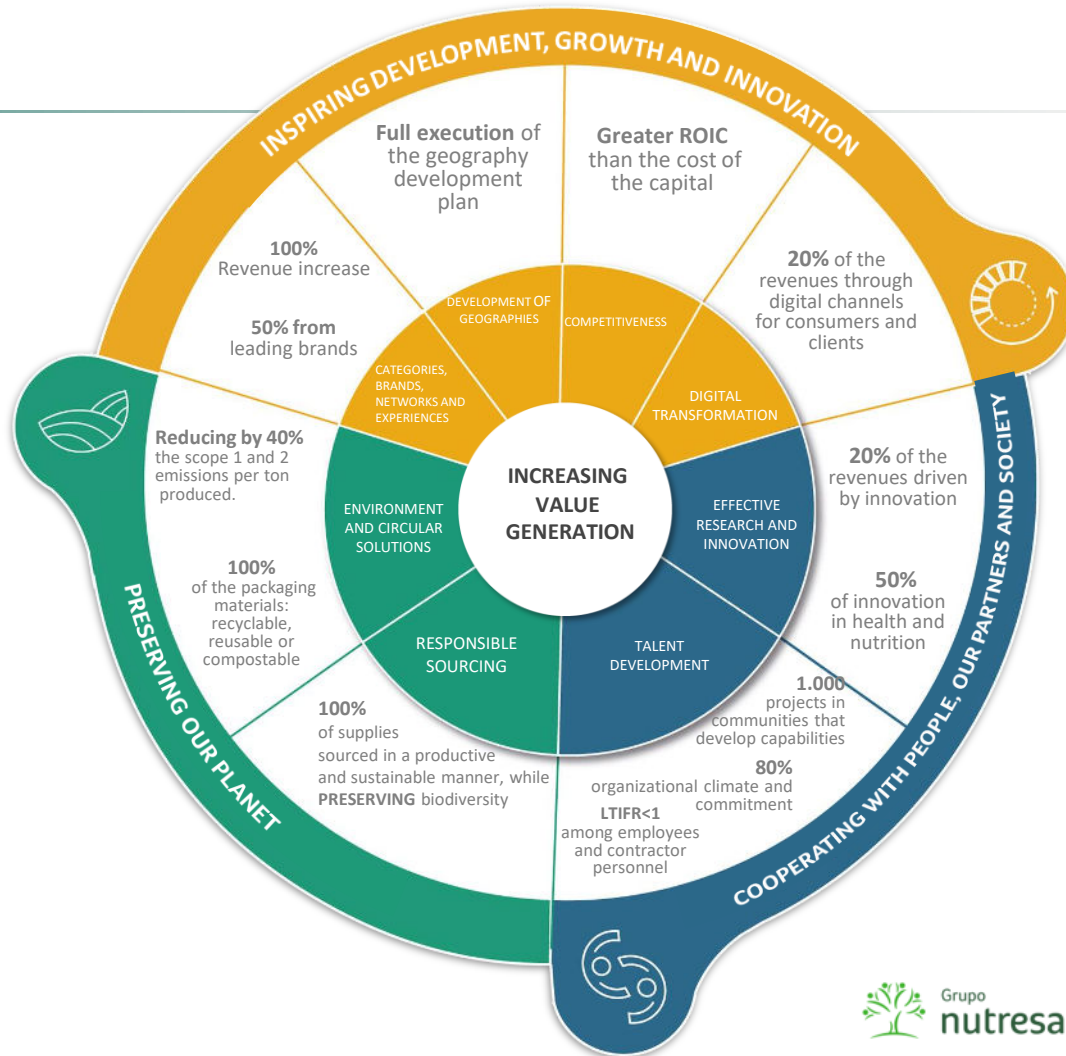 INSPIRING DEVELOPMENT, GROWTH AND INNOVATION
Full execution of
the geography
development
plan
Greater ROIC
than the cost of
the capital
100%
Revenue increase
50% from
leading brands
20% of the
revenues through
digital channels
for consumers and
clients
DEVELOPMENT OF
GEOGRAPHIES
COMPETITIVENESS
CATEGORIES,
BRANDS,
NETWORKS AND
EXPERIENCES
DIGITAL
TRANSFORMATION
INCREASING
VALUE
GENERATION
ENVIRONMENT
AND CIRCULAR
SOLUTIONS
EFFECTIVE
RESEARCH AND
INNOVATION
RESPONSIBLE
SOURCING
TALENT
DEVELOPMENT
Reducing by 40%
the scope 1 and 2
emissions per ton
produced.
100%
of the packaging
materials:
recyclable,
reusable or
compostable
20% of the
revenues driven
by innovation
50%
of innovation
in health and
nutrition
100%
of supplies
sourced in a productive
and sustainable manner, while
PRESERVING biodiversity
1.000
projects in
communities that
develop capabilities
80%
organizational climate and
commitment
LTIFR<1
among employees
and contractor
personnel
PRESERVING OUR PLANET
COOPERATING WITH PEOPLE, OUR PARTNERS AND SOCIETY
Grupo
nutresa